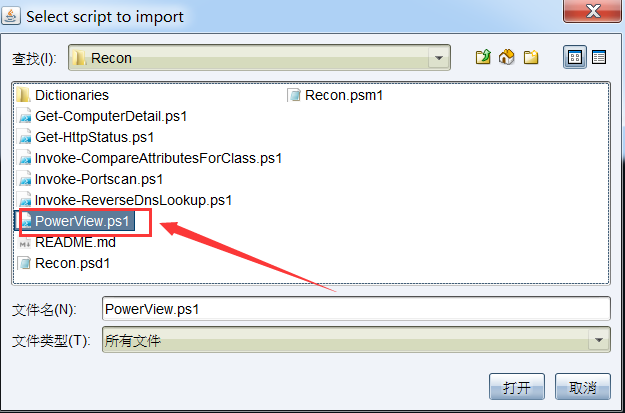 Select script to import
查找(I):
Recon
Dictionaries
Get-ComputerDetail.ps1
Get-HttpStatus.ps1
Invoke-CompareAttributesForClass.ps1
Invoke-Portscan.ps1
Invoke-ReverseDnsLookup.ps1
PowerView.ps1
README.md
Recon.psd1
Recon.psm1
文件名(N):
PowerView.ps1
文件类型(T):
所有文件
打开
取消